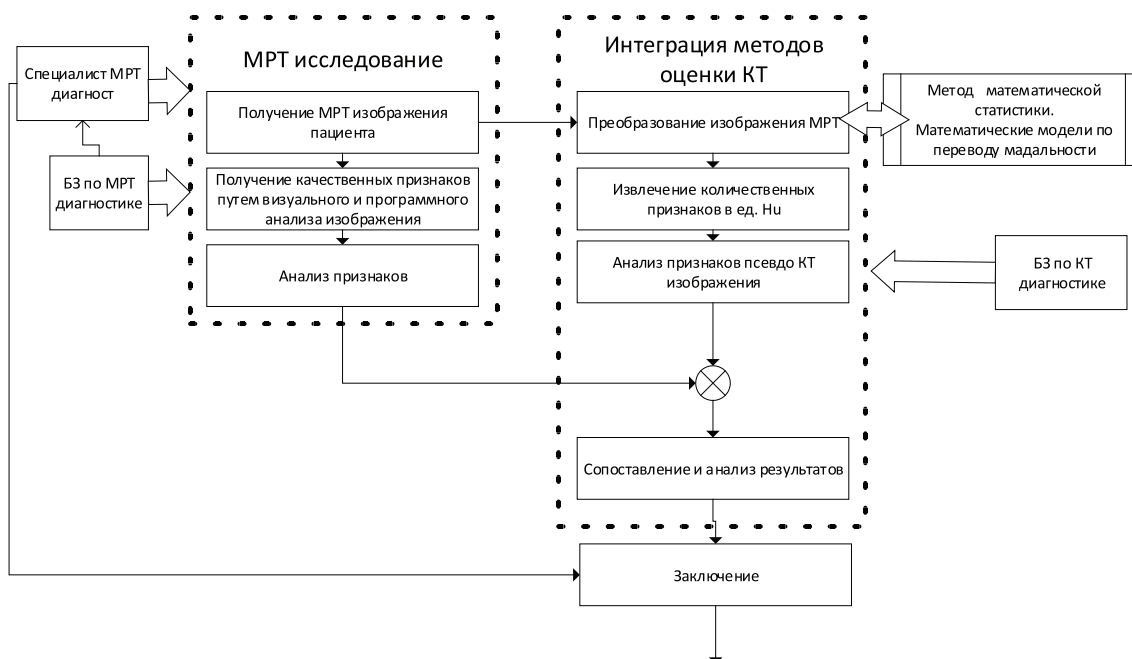 МРТ исследование
Интеграция методов
оценки КТ
Специалист МРТ
диагност
БЗ по МРТ
диагностике
Получение МРТ изображения
пациента
Получение качественных признаков
путем визуального и программного
анализа изображения
Анализ признаков
Преобразование изображения МРТ
Извлечение количественных
признаков в ед. Hu
Анализ признаков псевдо КТ
изображения
Метод математической
статистики.
Математические модели по
переводу мадальности
БЗ по КТ
диагностике
Сопоставление и анализ результатов
Заключение